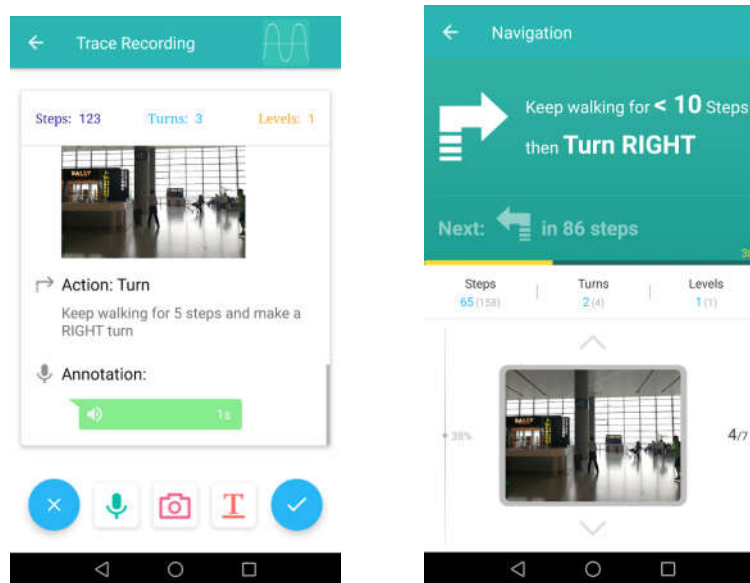 Trace Recording
Steps: 123 Turns: 3 Levels: 1
BALLY
Action: Turn
Keep walking for 5 steps and make a
RIGHT turn
Annotation:
1s
T
Navigation
Keep walking for < 10 Steps
then Turn RIGHT
Next: in 86 steps
Steps Turns Levels
65 (158) 2 (4) 1 (1)
BALLY
38% 4/7